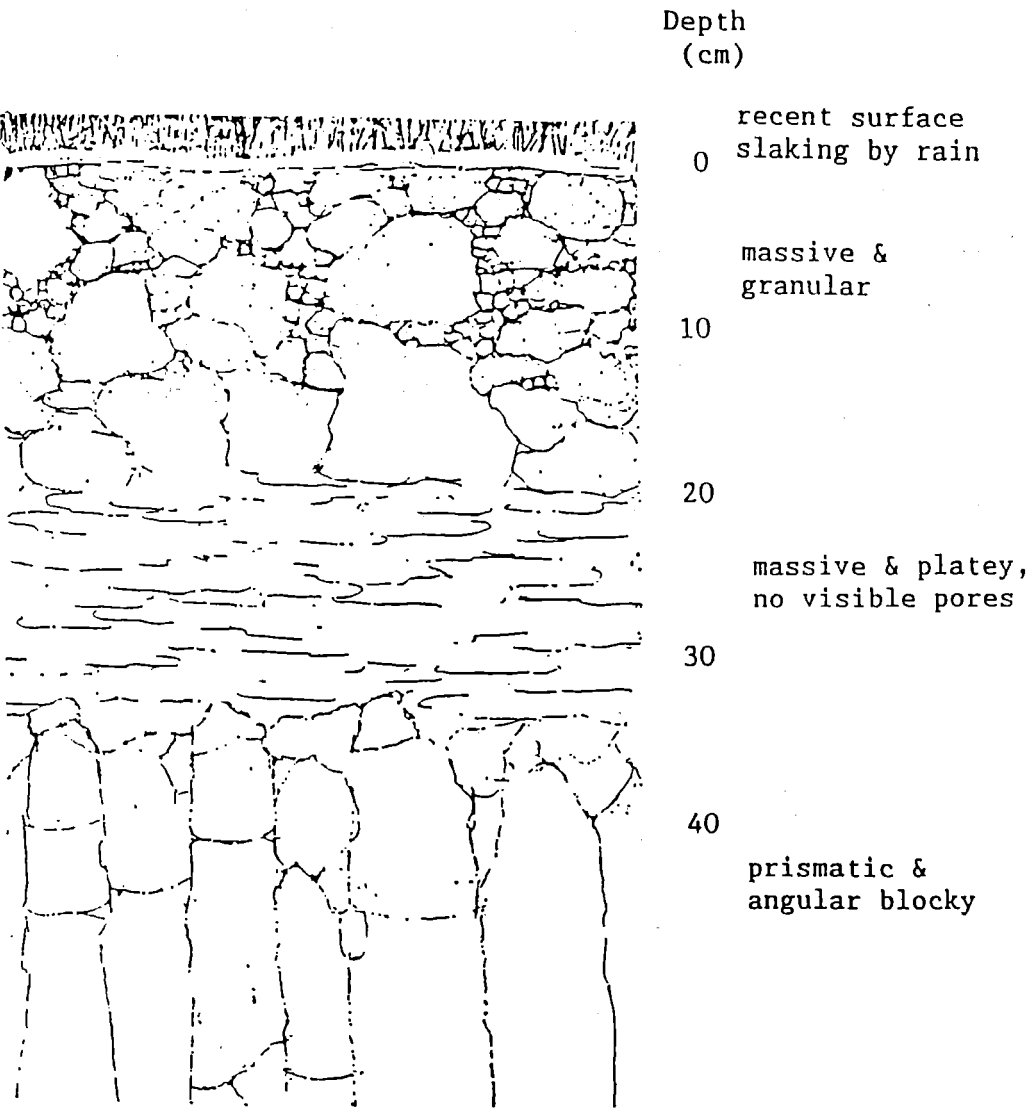 Depth
(cm)
recent surface
0 slaking by rain
massive &
granular
10
20
massive & platey,
no visible pores
30
40
prismatic &
angular blocky